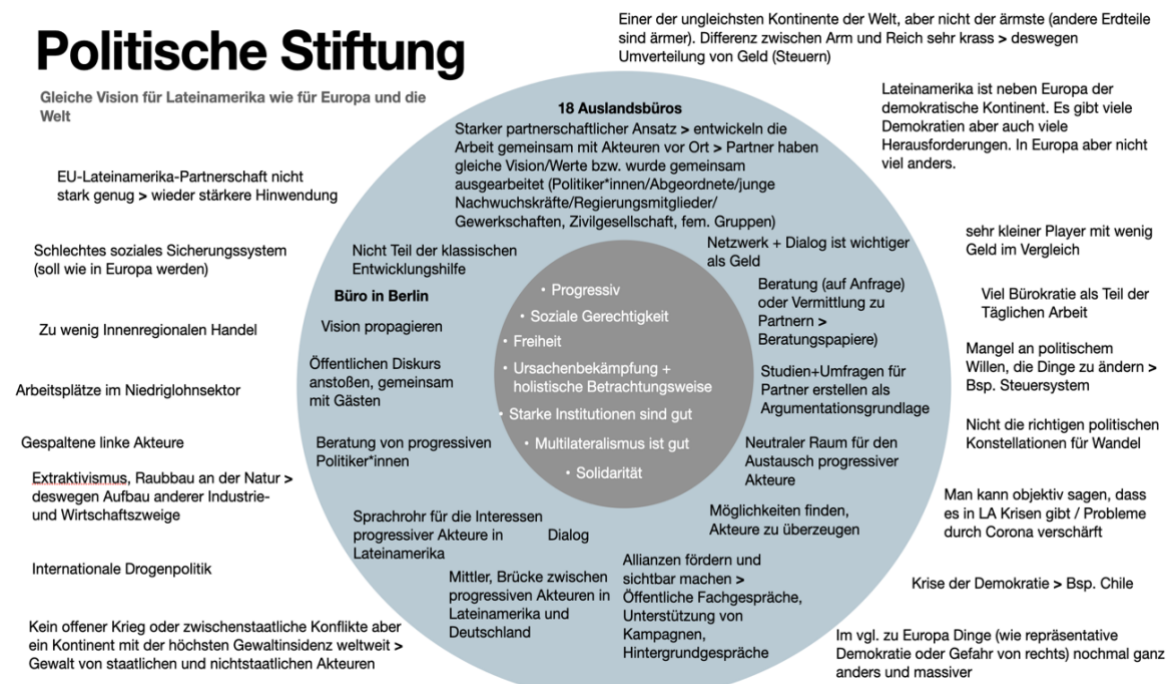 Politische Stiftung
Gleiche Vision für Lateinamerika wie für Europa und die
Welt
Einer der ungleichsten Kontinente der Welt, aber nicht der ärmste (andere Erdteile
sind ärmer). Differenz zwischen Arm und Reich sehr krass > deswegen
Umverteilung von Geld (Steuern)
EU-Lateinamerika-Partnerschaft nicht
stark genug > wieder stärkere Hinwendung
Schlechtes soziales Sicherungssystem
(soll wie in Europa werden)
Zu wenig Innenregionalen Handel
Arbeitsplätze im Niedriglohnsektor
Gespaltene linke Akteure
Extraktivismus, Raubbau an der Natur >
deswegen Aufbau anderer Industrie-
und Wirtschaftszweige
Internationale Drogenpolitik
Kein offener Krieg oder zwischenstaatliche Konflikte aber
ein Kontinent mit der höchsten Gewaltinsidenz weltweit >
Gewalt von staatlichen und nichtstaatlichen Akteuren
18 Auslandsbüros
Starker partnerschaftlicher Ansatz > entwickeln die
Arbeit gemeinsam mit Akteuren vor Ort > Partner haben
gleiche Vision/Werte bzw. wurde gemeinsam
ausgearbeitet (Politiker*innen/Abgeordnete/junge
Nachwuchskräfte/Regierungsmitglieder/
Gewerkschaften, Zivilgesellschaft, fem. Gruppen)
Nicht Teil der klassischen
Entwicklungshilfe
Büro in Berlin
Vision propagieren
Öffentlichen Diskurs
anstoßen, gemeinsam
mit Gästen
Beratung von progressiven
Politiker*innen
Sprachrohr für die Interessen
progressiver Akteure in
Lateinamerika
Dialog
Mittler, Brücke zwischen
progressiven Akteuren in
Lateinamerika und
Deutschland
• Progressiv
• Soziale Gerechtigkeit
• Freiheit
• Ursachenbekämpfung +
holistische Betrachtungsweise
• Starke Institutionen sind gut
• Multilateralismus ist gut
• Solidarität
Netzwerk + Dialog ist wichtiger
als Geld
Beratung (auf Anfrage)
oder Vermittlung zu
Partnern >
Beratungspapiere)
Studien+Umfragen für
Partner erstellen als
Argumentationsgrundlage
Neutraler Raum für den
Austausch progressiver
Akteure
Möglichkeiten finden,
Akteure zu überzeugen
Allianzen fördern und
sichtbar machen >
Öffentliche Fachgespräche,
Unterstützung von
Kampagnen,
Hintergrundgespräche
Lateinamerika ist neben Europa der
demokratische Kontinent. Es gibt viele
Demokratien aber auch viele
Herausforderungen. In Europa aber nicht
viel anders.
sehr kleiner Player mit wenig
Geld im Vergleich
Viel Bürokratie als Teil der
Täglichen Arbeit
Mangel an politischem
Willen, die Dinge zu ändern >
Bsp. Steuersystem
Nicht die richtigen politischen
Konstellationen für Wandel
Man kann objektiv sagen, dass
es in LA Krisen gibt / Probleme
durch Corona verschärft
Krise der Demokratie > Bsp. Chile
Im vgl. zu Europa Dinge (wie repräsentative
Demokratie oder Gefahr von rechts) nochmal ganz
anders und massiver